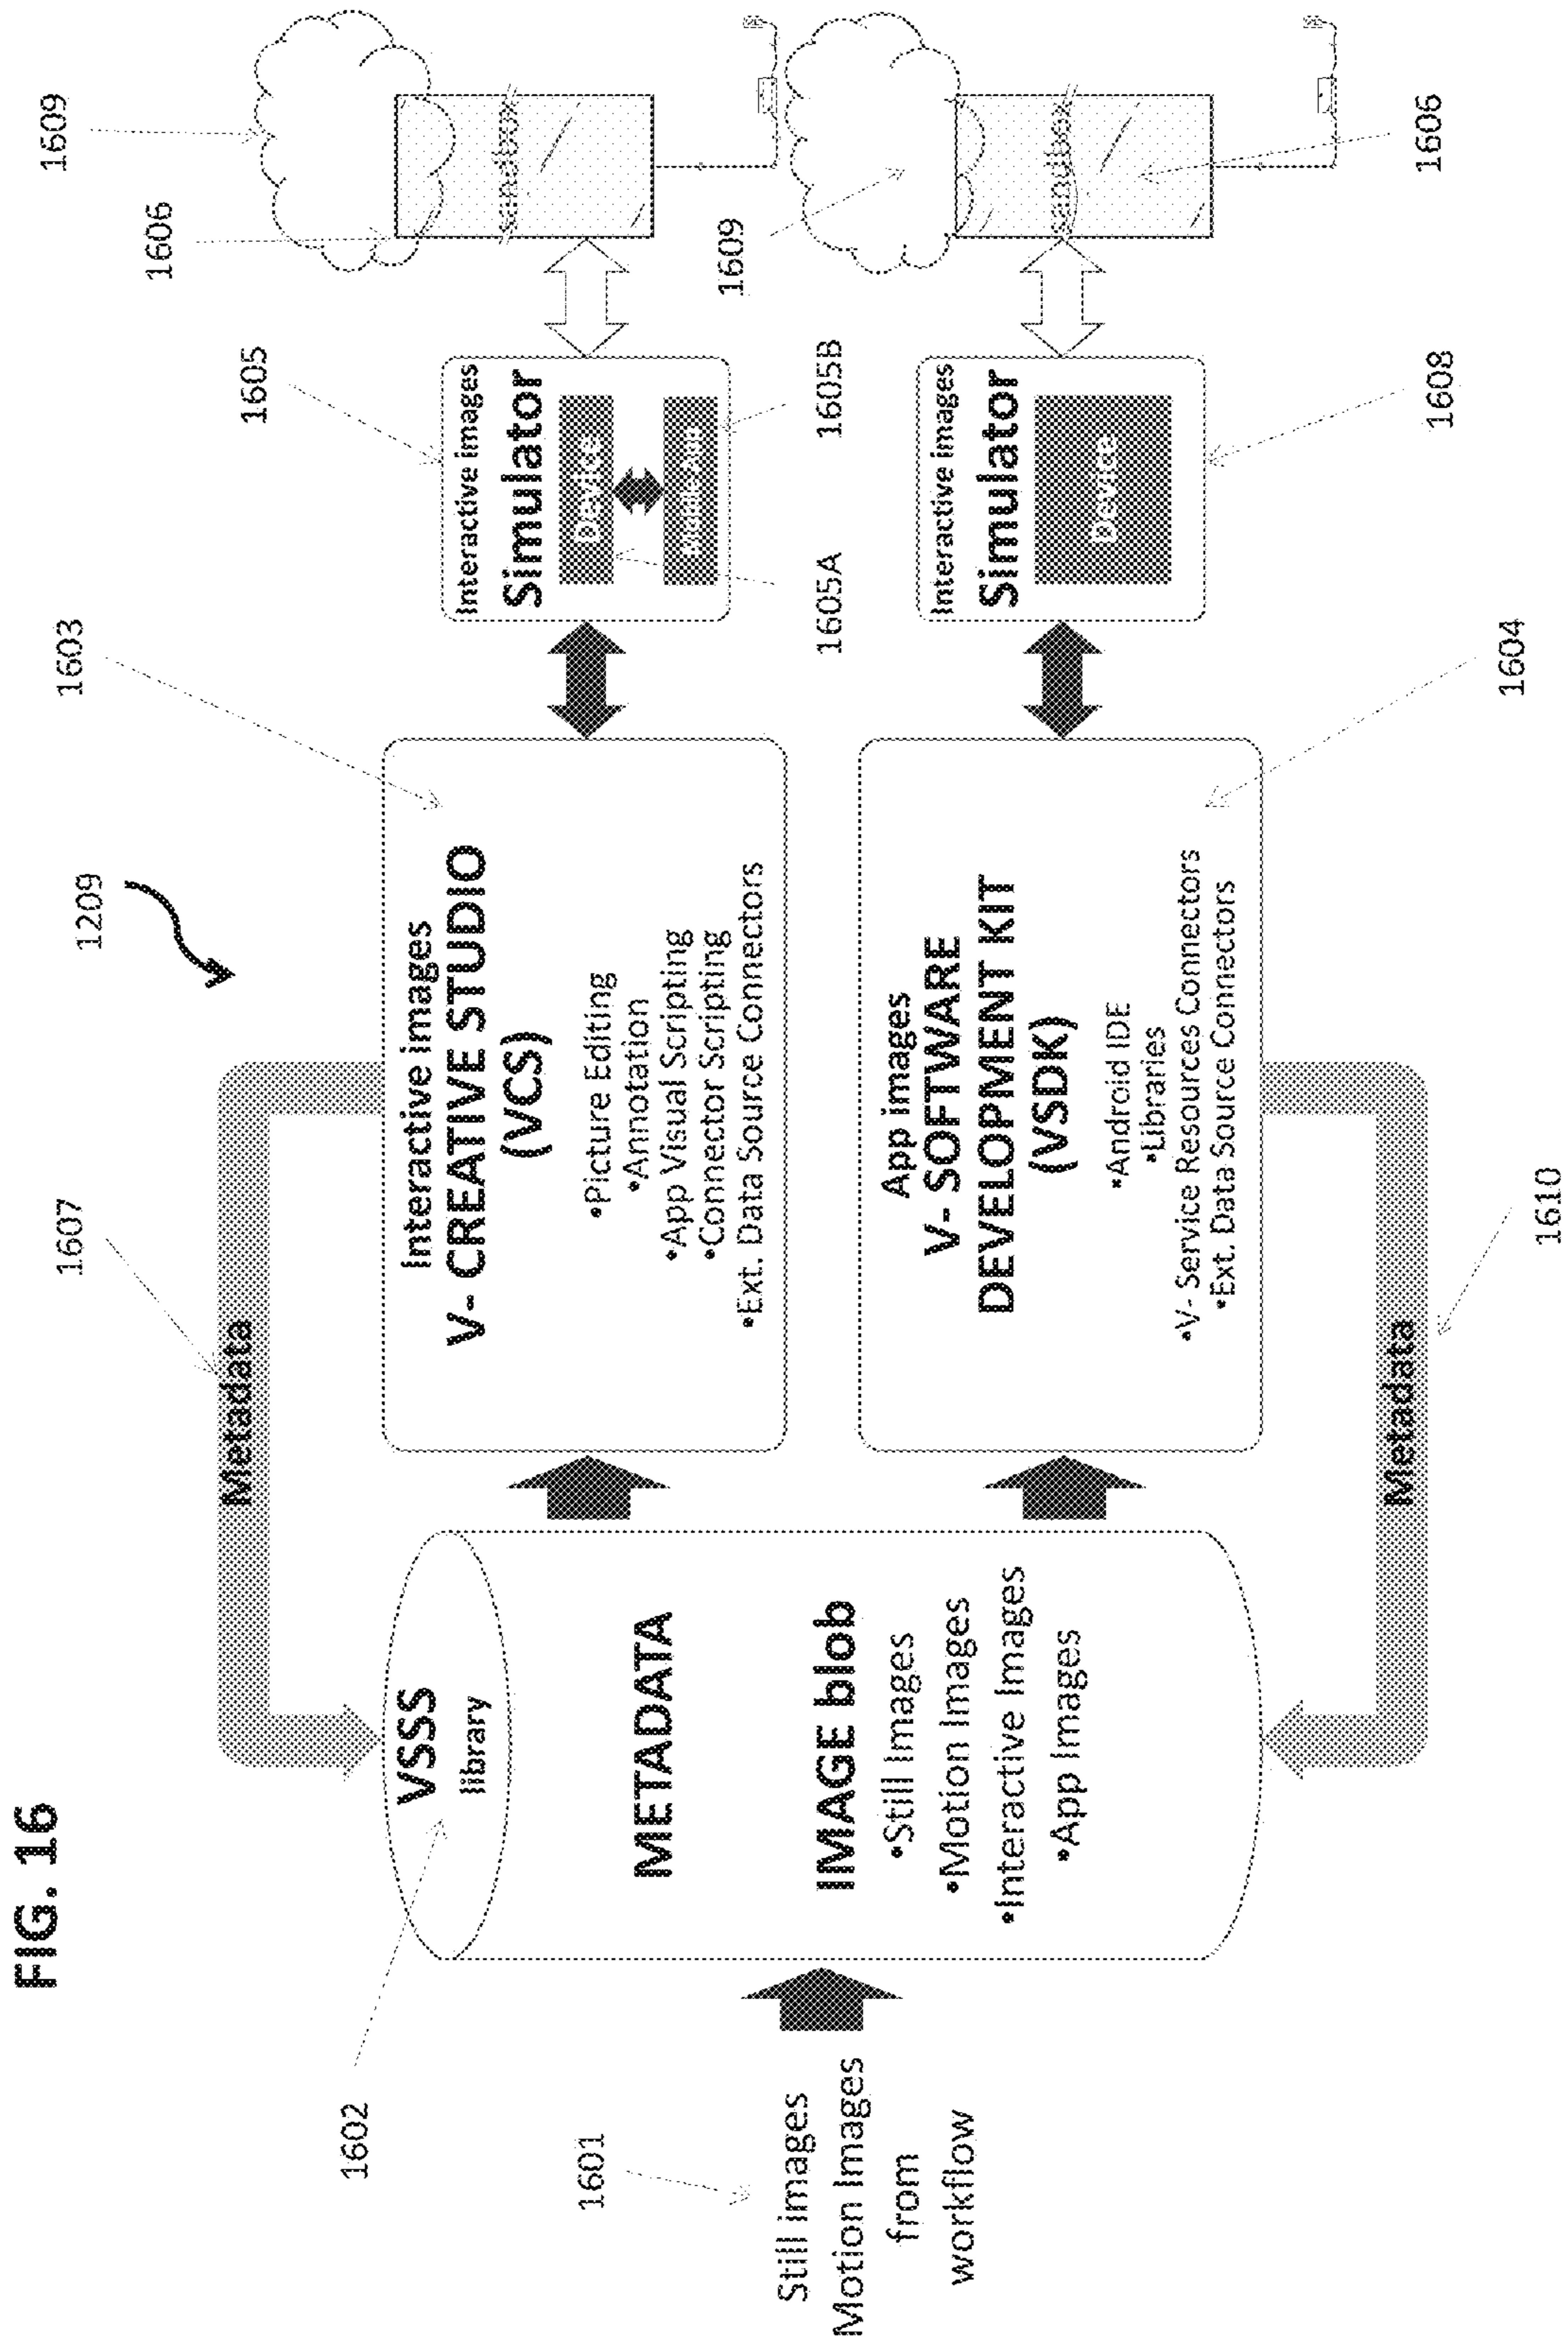 FIG. 16
1209
1601
Still images
Motion Images
from
workflow
1602
VSSS
library
METADATA
IMAGE blob
•Still Images
•Motion Images
•Interactive Images
•App Images
1607
Metadata
1603
Interactive images
V- CREATIVE STUDIO
(VCS)
•Picture Editing
•Annotation
•App Visual Scripting
•Connector Scripting
•Ext. Data Source Connectors
App images
V- SOFTWARE
DEVELOPMENT KIT
(VSDK)
•Android IDE
•Libraries
•V- Service Resources Connectors
•Ext. Data Source Connectors
1604
Metadata
1610
1605
Interactive images
Simulator
Device
Mobile App
1605A
1605B
Interactive images
Simulator
Device
1608
1609
1606
sandbox
1609
sandbox
1606